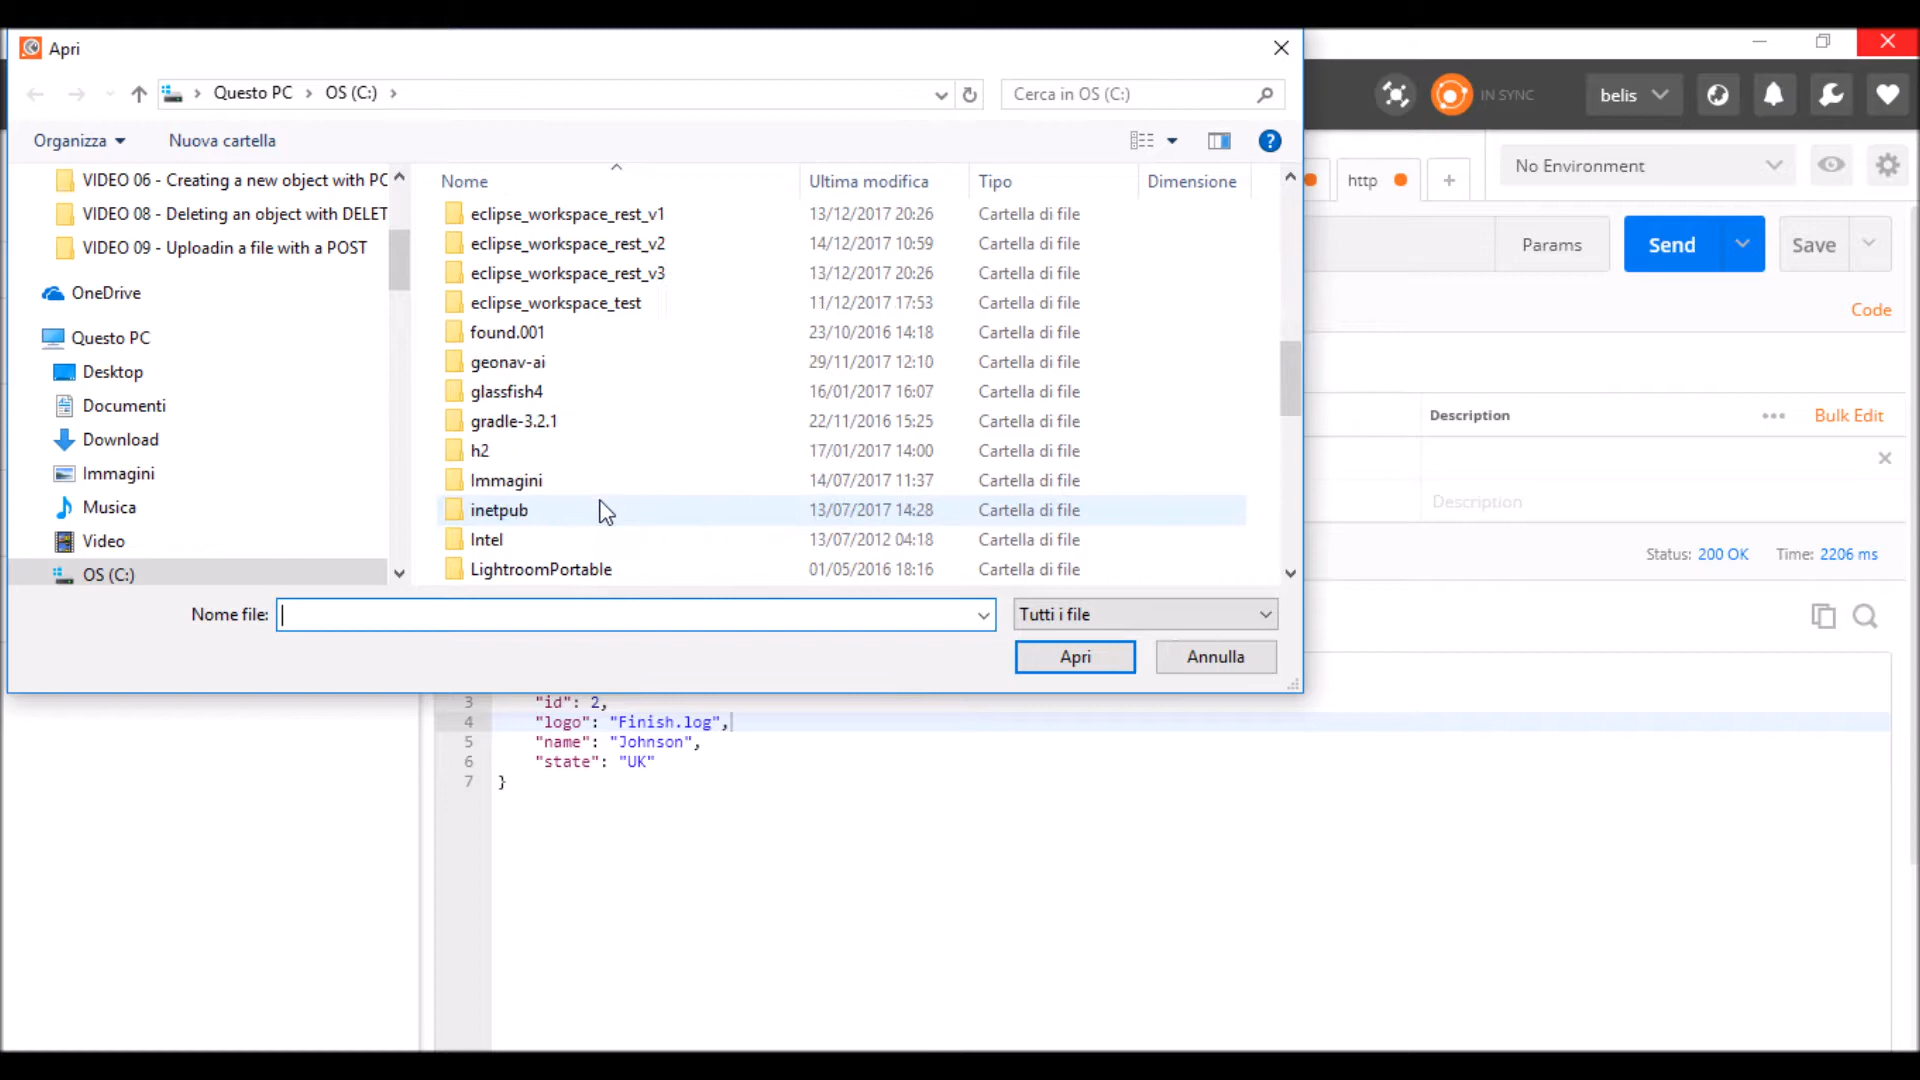 Apri
Questo PC > OS (C:) >
Cerca in OS (C:)
IN SYNC
belis
Organizza
Nuova cartella
VIDEO 06 - Creating a new object with PC
VIDEO 08 - Deleting an object with DELET
VIDEO 09 - Uploadin a file with a POST
OneDrive
Questo PC
Desktop
Documenti
Download
Immagini
Musica
Video
OS (C:)
Nome Ultima modifica Tipo Dimensione
eclipse_workspace_rest_v1 13/12/2017 20:26 Cartella di file
eclipse_workspace_rest_v2 14/12/2017 10:59 Cartella di file
eclipse_workspace_rest_v3 13/12/2017 20:26 Cartella di file
eclipse_workspace_test 11/12/2017 17:53 Cartella di file
found.001 23/10/2016 14:18 Cartella di file
geonav-ai 29/11/2017 12:10 Cartella di file
glassfish4 16/01/2017 16:07 Cartella di file
gradle-3.2.1 22/11/2016 15:25 Cartella di file
h2 17/01/2017 14:00 Cartella di file
Immagini 14/07/2017 11:37 Cartella di file
inetpub 13/07/2017 14:28 Cartella di file
Intel 13/07/2012 04:18 Cartella di file
LightroomPortable 01/05/2016 18:16 Cartella di file
Nome file:
Tutti i file
Apri
Annulla
http
+
No Environment
Params
Send
Save
Code
Description
Bulk Edit
Description
Status: 200 OK Time: 2206 ms
3 "id": 2,
4 "logo": "Finish.log",
5 "name": "Johnson",
6 "state": "UK"
7 }